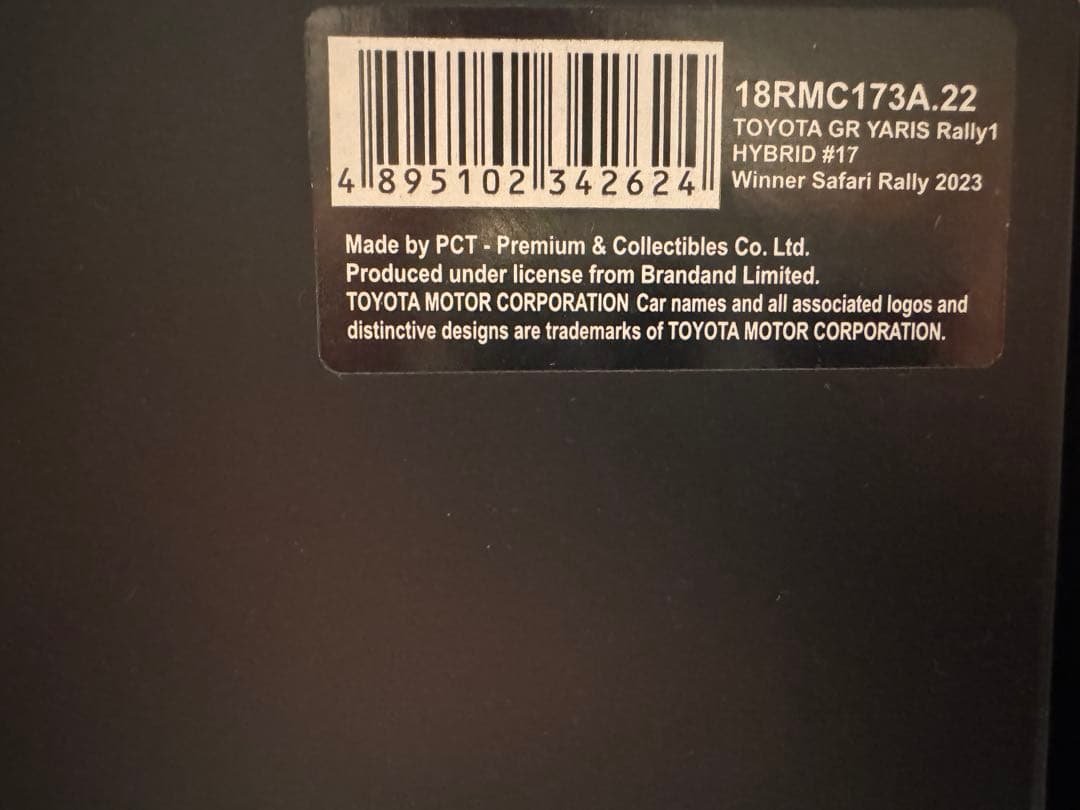 18RMC173A.22
TOYOTA GR YARIS Rally1
HYBRID #17
Winner Safari Rally 2023
4 895102 342624
Made by PCT - Premium & Collectibles Co. Ltd.
Produced under license from Brandand Limited.
TOYOTA MOTOR CORPORATION Car names and all associated logos and
distinctive designs are trademarks of TOYOTA MOTOR CORPORATION.